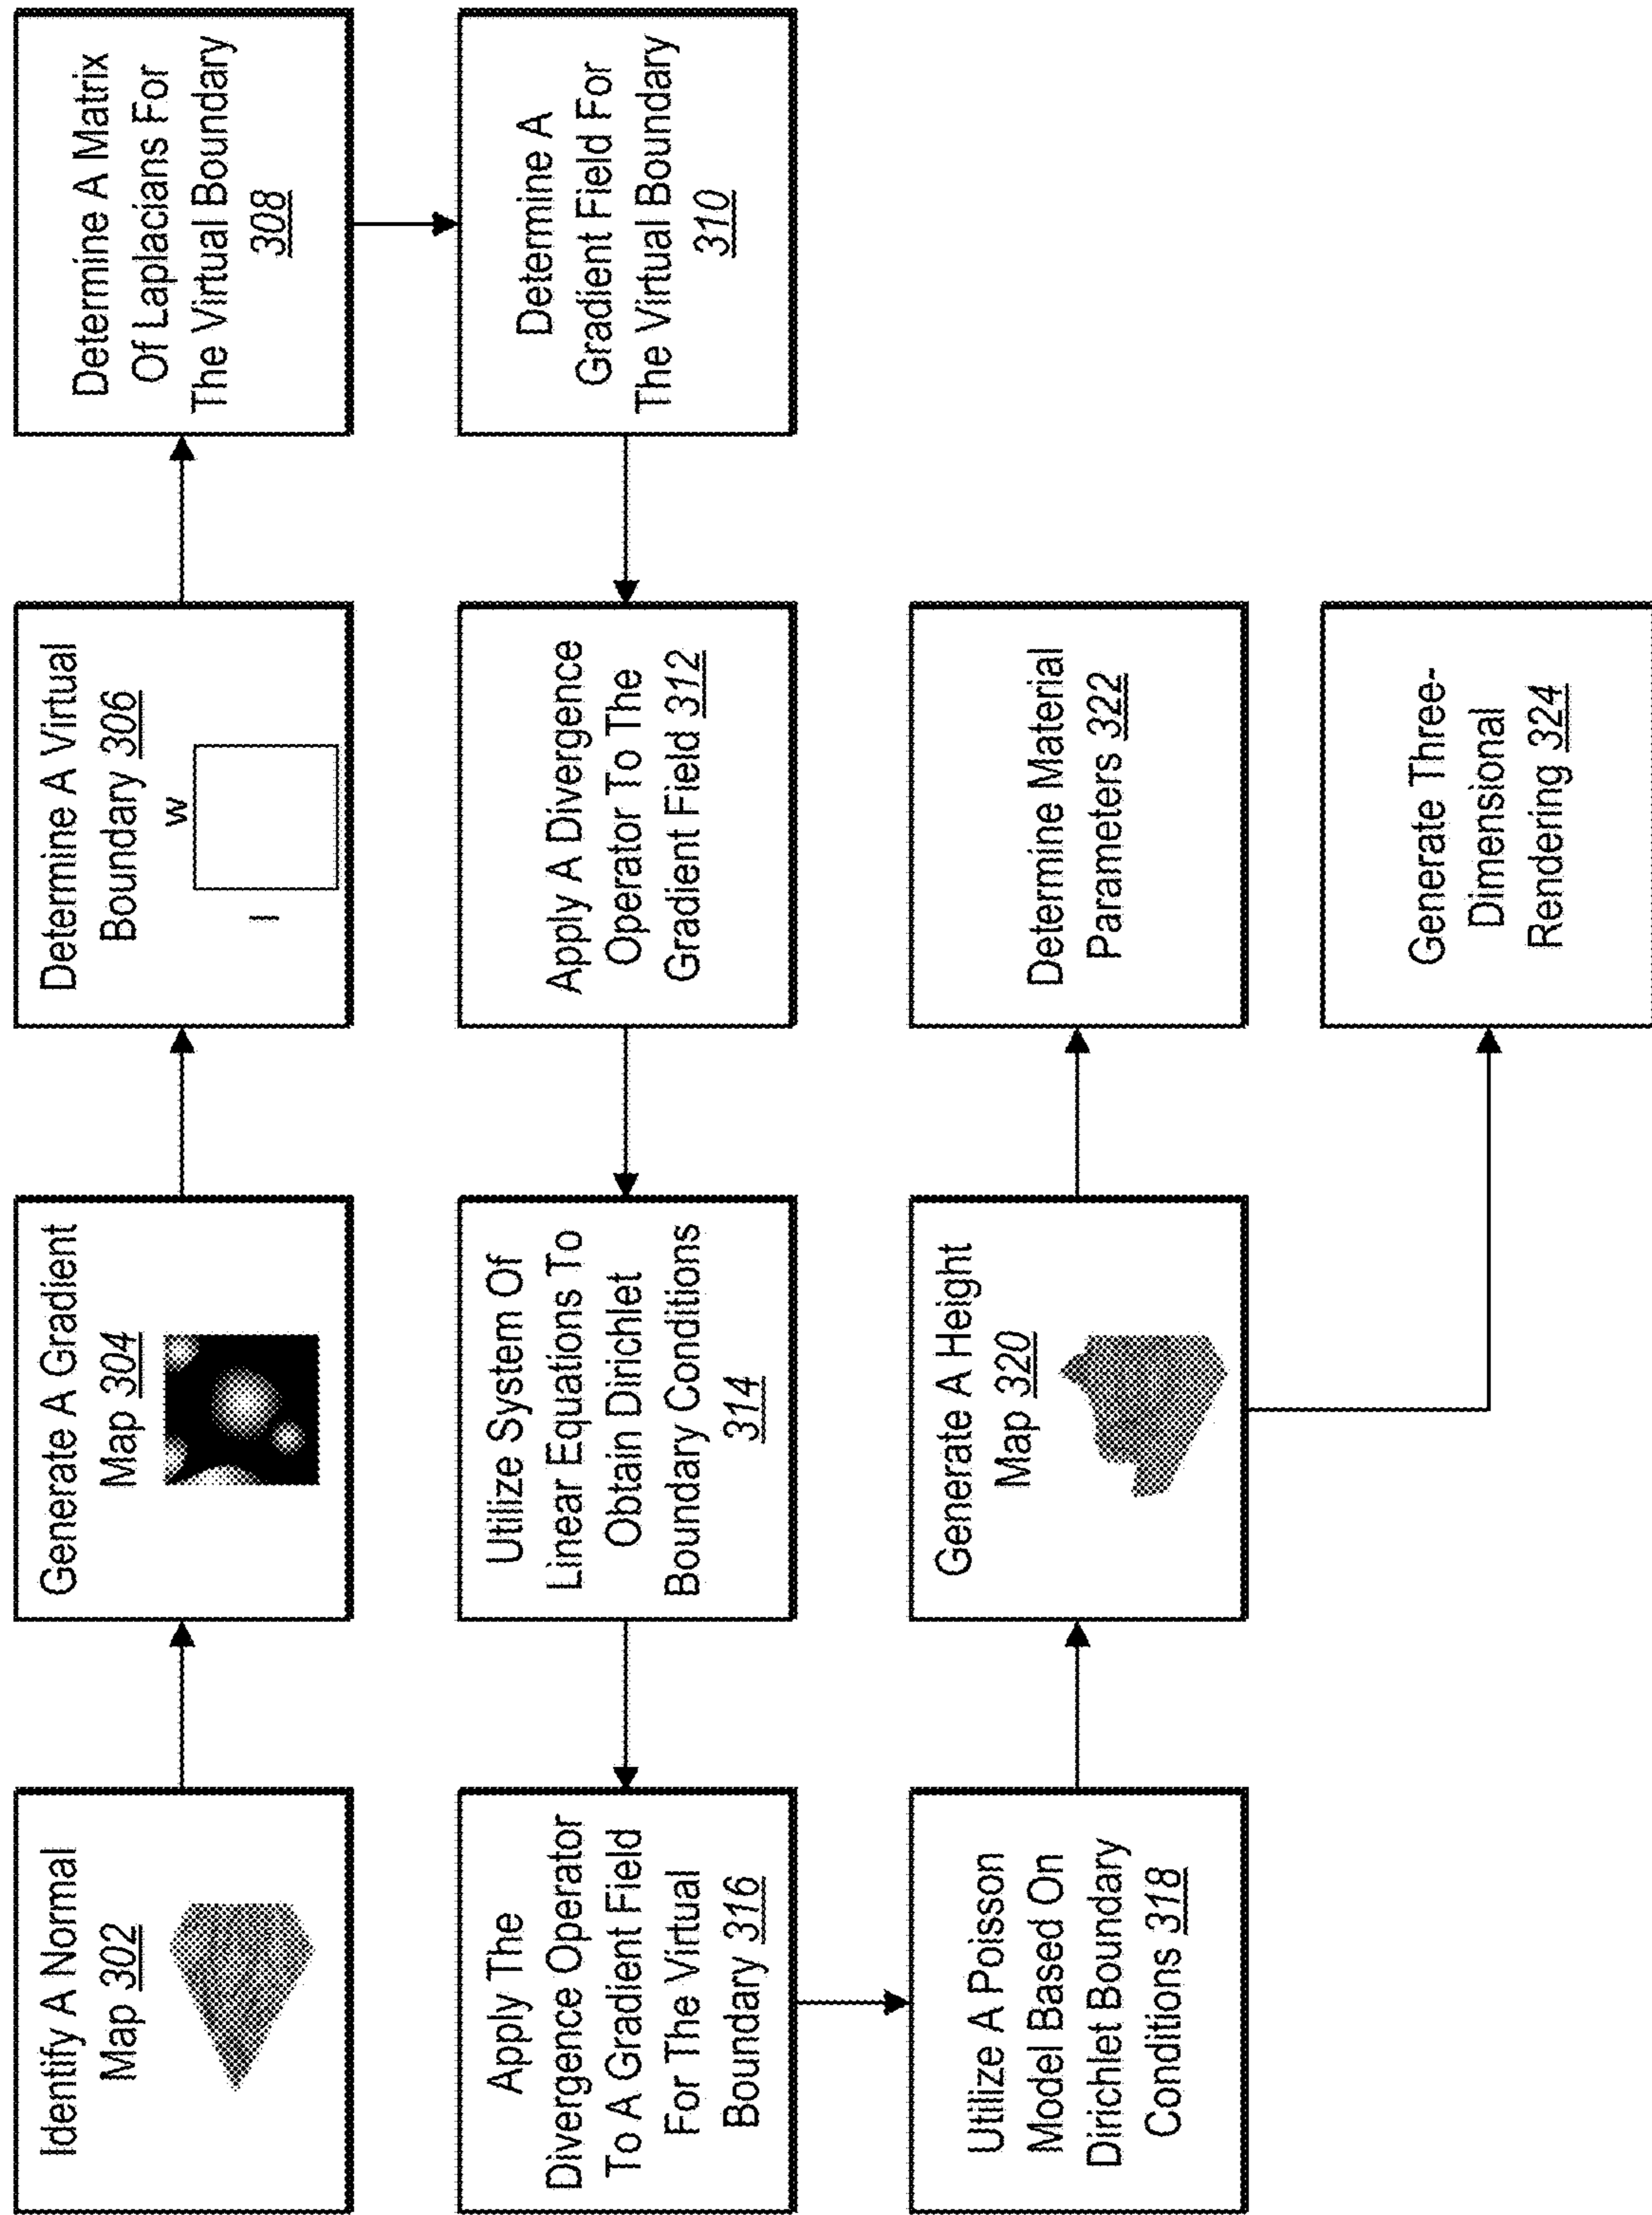 Identify A Normal
Map 302
Generate A Gradient
Map 304
Determine A Virtual
Boundary 306
w
l
Determine A Matrix
Of Laplacians For
The Virtual Boundary
308
Determine A
Gradient Field For
The Virtual Boundary
310
Apply A Divergence
Operator To The
Gradient Field 312
Utilize System Of
Linear Equations To
Obtain Dirichlet
Boundary Conditions
314
Apply The
Divergence Operator
To A Gradient Field
For The Virtual
Boundary 316
Utilize A Poisson
Model Based On
Dirichlet Boundary
Conditions 318
Generate A Height
Map 320
Determine Material
Parameters 322
Generate Three-
Dimensional
Rendering 324